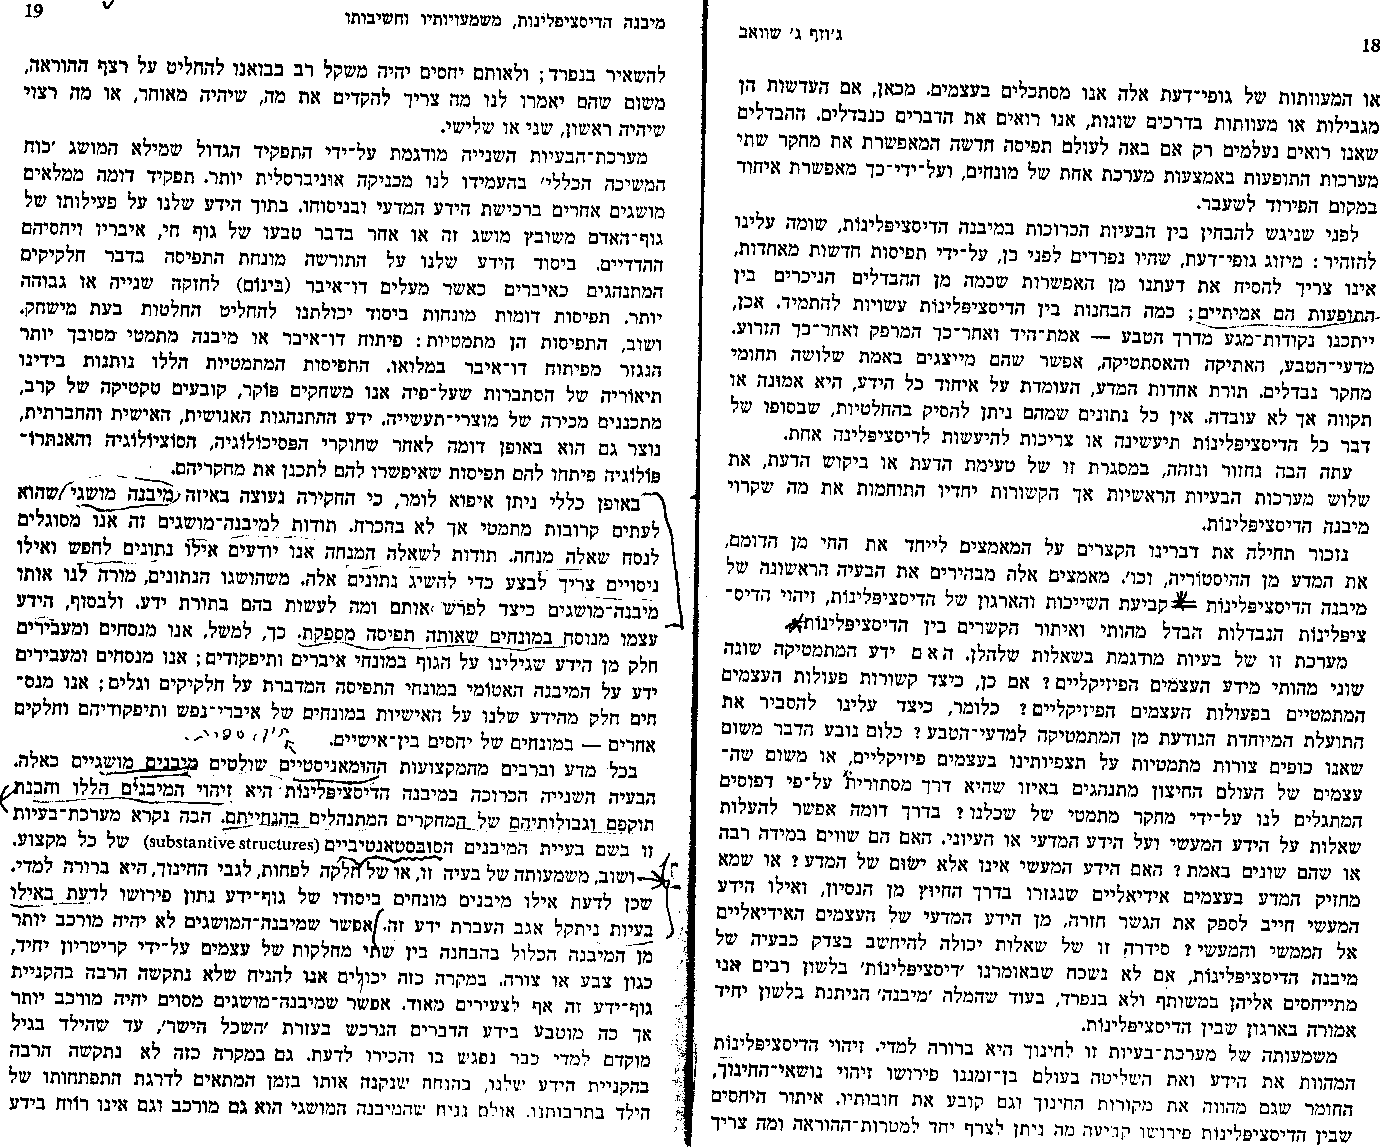 18
ג׳וזף ג׳ שוואב
או המעוותות של גופי־דעת אלה אנו מסתכלים בעצמים. מכאן, אם העדשות הן
מגבילות או מעוותות בדרכים שונות, אנו רואים את הדברים כנבדלים. ההבדלים
שאנו רואים נעלמים רק אם באה לעולם תפיסה חדשה המאפשרת את מחקר שתי
מערכות התופעות באמצעות מערכת אחת של מונחים, ועל־ידי־כך מאפשרת איחוד
במקום הפירוד לשעבר.
לפני שניגש להבחין בין הבעיות הכרוכות במיבנה הדיסציפלינות, שומה עלינו
להזהיר: מיזוג גופי־דעת, שהיו נפרדים לפני כן, על־ידי תפיסות חדשות מאחדות,
אינו צריך להסיח את דעתנו מן האפשרות שכמה מן ההבדלים הניכרים בין
התופעות הם אמיתיים; כמה הבחנות בין הדיסציפלינות עשויות להתמיד. אכן,
ייתכנו נקודות־מגע מדרך הטבע — אמת־היד ואחר־כך המרפק ואחר־כך הזרוע.
מדעי־הטבע, האתיקה והאסתטיקה, אפשר שהם מייצגים באמת שלושה תחומי
מחקר נבדלים. תורת אחדות המדע, העומדת על איחוד כל הידע, היא אמונה או
תקווה אך לא עובדה. אין כל נתונים שמהם ניתן להסיק בהחלטיות, שבסופו של
דבר כל הדיסציפלינות תיעשינה או צריכות להיעשות לדיסציפלינה אחת.
עתה הבה נחזור ונזהה, במסגרת זו של טעימת הדעת או ביקוש הדעת, את
שלוש מערכות הבעיות הראשיות אך הקשורות יחדיו התוחמות את מה שקרוי
מיבנה הדיסציפלינות.
נזכור תחילה את דברינו הקצרים על המאמצים לייחד את החי מן הדומם,
את המדע מן ההיסטוריה, וכו׳. מאמצים אלה מבהירים את הבעיה הראשונה של
מיבנה הדיסציפלינות — קביעת השייכות והארגון של הדיסציפלינות, זיהוי הדיס־
ציפלינות הנבדלות הבדל מהותי ואיתור הקשרים בין הדיסציפלינות.
מערכת זו של בעיות מודגמת בשאלות שלהלן. האם ידע המתמטיקה שונה
שוני מהותי מידע העצמים הפיזיקליים? אם כן, כיצד קשורות פעולות העצמים
המתמטיים בפעולות העצמים הפיזיקליים? כלומר, כיצד עלינו להסביר את
התועלת המיוחדת הנודעת מן המתמטיקה למדעי־הטבע? כלום נובע הדבר משום
שאנו כופים צורות מתמטיות על תצפיותינו בעצמים פיזיקליים, או משום שה־
עצמים של העולם החיצון מתנהגים באיזו שהיא דרך מסתורית על־פי דפוסים
המתגלים לנו על־ידי מחקר מתמטי של שכלנו? בדרך דומה אפשר להעלות
שאלות על הידע המעשי ועל הידע המדעי או העיוני. האם הם שווים במידה רבה
או שהם שונים באמת? האם הידע המעשי אינו אלא ישום של המדע? או שמא
מחזיק המדע בעצמים אידיאליים שנגזרו בדרך החיוץ מן הנסיון, ואילו הידע
המעשי חייב לספק את הגשר חזרה, מן הידע המדעי של העצמים האידיאליים
אל הממשי והמעשי? סידרה זו של שאלות יכולה להיחשב בצדק כבעיה של
מיבנה הדיסציפלינות, אם לא נשכח שבאומרנו ׳דיסציפלינות׳ בלשון רבים אנו
מתייחסים אליהן במשותף ולא בנפרד, בעוד שהמלה ׳מיבנה׳ הניתנת בלשון יחיד
אמורה בארגון שבין הדיסציפלינות.
משמעותה של מערכת־בעיות זו לחינוך היא ברורה למדי. זיהוי הדיסציפלינות
המהוות את הידע ואת השליטה בעולם בן־זמננו פירושו זיהוי נושאי־החינוך,
החומר שגם מהווה את מקורות החינוך וגם קובע את חובותיו. איתור היחסים
שבין הדיסציפלינות פירושו קביעה מה ניתן לצרף יחד למטרות־ההוראה ומה צריך
19
מיבנה הדיסציפלינות, משמעויותיו וחשיבותו
להשאיר בנפרד; ולאותם יחסים יהיה משקל רב בבואנו להחליט על רצף ההוראה,
משום שהם יאמרו לנו מה צריך להקדים את מה, שיהיה מאוחר, או מה רצוי
שיהיה ראשון, שני או שלישי.
מערכת־הבעיות השנייה מודגמת על־ידי התפקיד הגדול שמילא המושג ׳כוח
המשיכה הכללי׳ בהעמידו לנו מכניקה אוניברסלית יותר. תפקיד דומה ממלאים
מושגים אחרים ברכישת הידע המדעי ובניסוחו. בתוך הידע שלנו על פעילותו של
גוף־האדם משובץ מושג זה או אחר בדבר טבעו של גוף חי, איבריו ויחסיהם
ההדדיים. ביסוד הידע שלנו על התורשה מונחת התפיסה בדבר חלקיקים
המתנהגים כאיברים כאשר מעלים דו־איבר (בינום) לחזקה שנייה או גבוהה
יותר. תפיסות דומות מונחות ביסוד יכולתנו להחליט החלטות בעת מישחק.
ושוב, התפיסות הן מתמטיות: פיתוח דו־איבר או מיבנה מתמטי מסובך יותר
הנגזר מפיתוח דו־איבר במלואו. התפיסות המתמטיות הללו נותנות בידינו
תיאוריה של הסתברות שעל־פיה אנו משחקים פוקר, קובעים טקטיקה של קרב,
מתכננים מכירה של מוצרי־תעשייה. ידע ההתנהגות האנושית, האישית והחברתית,
נוצר גם הוא באופן דומה לאחר שחוקרי הפסיכולוגיה, הסוציולוגיה והאנתרו־
פולוגיה פיתחו להם תפיסות שאיפשרו להם לתכנן את מחקריהם.
באופן כללי ניתן איפוא לומר, כי החקירה נעוצה באיזה מיבנה מושגי שהוא
לעתים קרובות מתמטי אך לא בהכרח. תודות למיבנה־מושגים זה אנו מסוגלים
לנסח שאלה מנחה. תודות לשאלה המנחה אנו יודעים אילו נתונים לחפש ואילו
ניסויים צריך לבצע כדי להשיג נתונים אלה. משהושגו הנתונים, מורה לנו אותו
מיבנה־מושגים כיצד לפרש אותם ומה לעשות בהם בתורת ידע. ולבסוף, הידע
עצמו מנוסח במונחים שאותה תפיסה מספקת. כך, למשל, אנו מנסחים ומעבירים
חלק מן הידע שגילינו על הגוף במונחי איברים ותיפקודים; אנו מנסחים ומעבירים
ידע על המיבנה האטומי במונחי התפיסה המדברת על חלקיקים וגלים; אנו מנס־
חים חלק מהידע שלנו על האישיות במונחים של איברי־נפש ותיפקודיהם וחלקים
אחרים — במונחים של יחסים בין־אישיים.
בכל מדע וברבים מהמקצועות ההומאניסטיים שולטים מיבנים מושגיים כאלה.
הבעיה השנייה הכרוכה במיבנה הדיסציפלינות היא זיהוי המיבנים הללו והבנת
תוקפם וגבולותיהם של המחקרים המתנהלים בהנחייתם. הבה נקרא מערכת־בעיות
זו בשם בעיית המיבנים הסובסטאנטיביים (substantive structures) של כל מקצוע.
ושוב, משמעותה של בעיה זו, או של חלקה לפחות, לגבי החינוך, היא ברורה למדי.
שכן לדעת אילו מיבנים מונחים ביסודו של גוף־ידע נתון פירושו לדעת באילו
בעיות ניתקל אגב העברת ידע זה. אפשר שמיבנה־המושגים לא יהיה מורכב יותר
מן המיבנה הכלול בהבחנה בין שתי מחלקות של עצמים על־ידי קריטריון יחיד,
כגון צבע או צורה. במקרה כזה יכולים אנו להניח שלא נתקשה הרבה בהקניית
גוף־ידע זה אף לצעירים מאוד. אפשר שמיבנה־מושגים מסוים יהיה מורכב יותר
אך כה מוטבע בידע הדברים הנרכש בעזרת ׳השכל הישר׳, עד שהילד בגיל
מוקדם למדי כבר נפגש בו והכירו לדעת. גם במקרה כזה לא נתקשה הרבה
בהקניית הידע שלנו, בהנחה שנקנה אותו בזמן המתאים לדרגת התפתחותו של
הילד בתרבותנו. אולם נניח שהמיבנה המושגי הוא גם מורכב וגם אינו רווח בידע